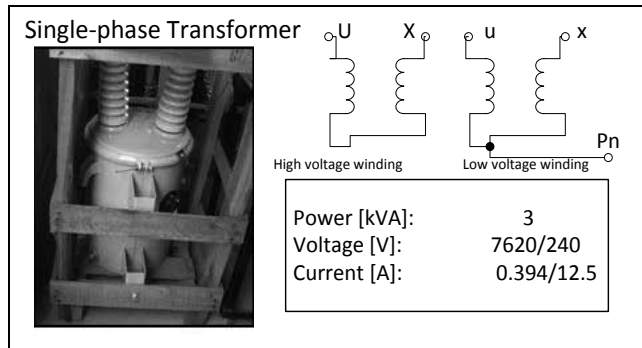 Single-phase Transformer
U X u x
Pn
High voltage winding Low voltage winding
Power [kVA]: 3
Voltage [V]: 7620/240
Current [A]: 0.394/12.5